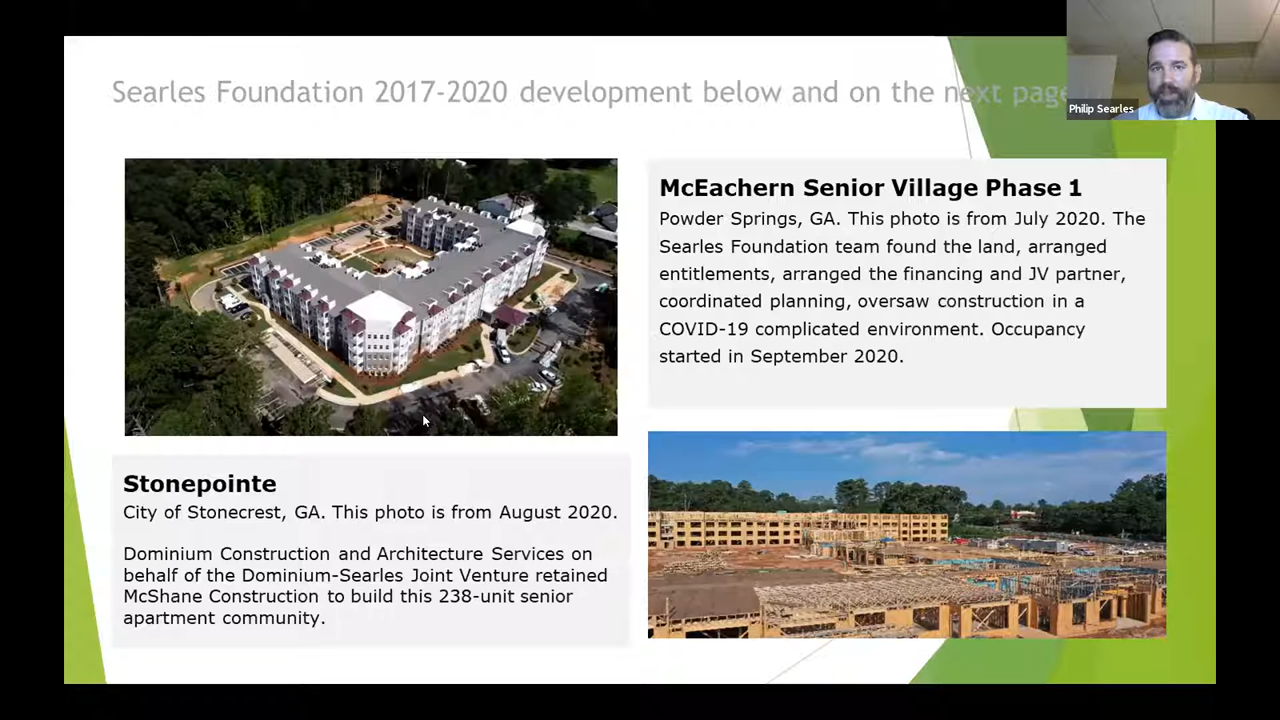 Searles Foundation 2017-2020 development below and on the next page
Philip Searles
McEachern Senior Village Phase 1
Powder Springs, GA. This photo is from July 2020. The
Searles Foundation team found the land, arranged
entitlements, arranged the financing and JV partner,
coordinated planning, oversaw construction in a
COVID-19 complicated environment. Occupancy
started in September 2020.
Stonepointe
City of Stonecrest, GA. This photo is from August 2020.
Dominium Construction and Architecture Services on
behalf of the Dominium-Searles Joint Venture retained
McShane Construction to build this 238-unit senior
apartment community.